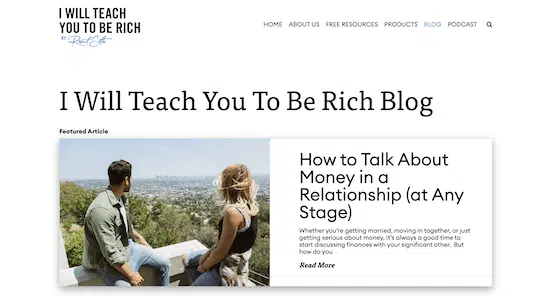 I WILL TEACH
YOU TO BE RICH
HOME ABOUT US FREE RESOURCES PRODUCTS BLOG PODCAST
I Will Teach You To Be Rich Blog
Featured Article
How to Talk About
Money in a
Relationship (at Any
Stage)
Whether you're getting married, moving in together, or just
getting serious about money, it's always a good time to
start discussing finances with your significant other. But
how do you
Read More